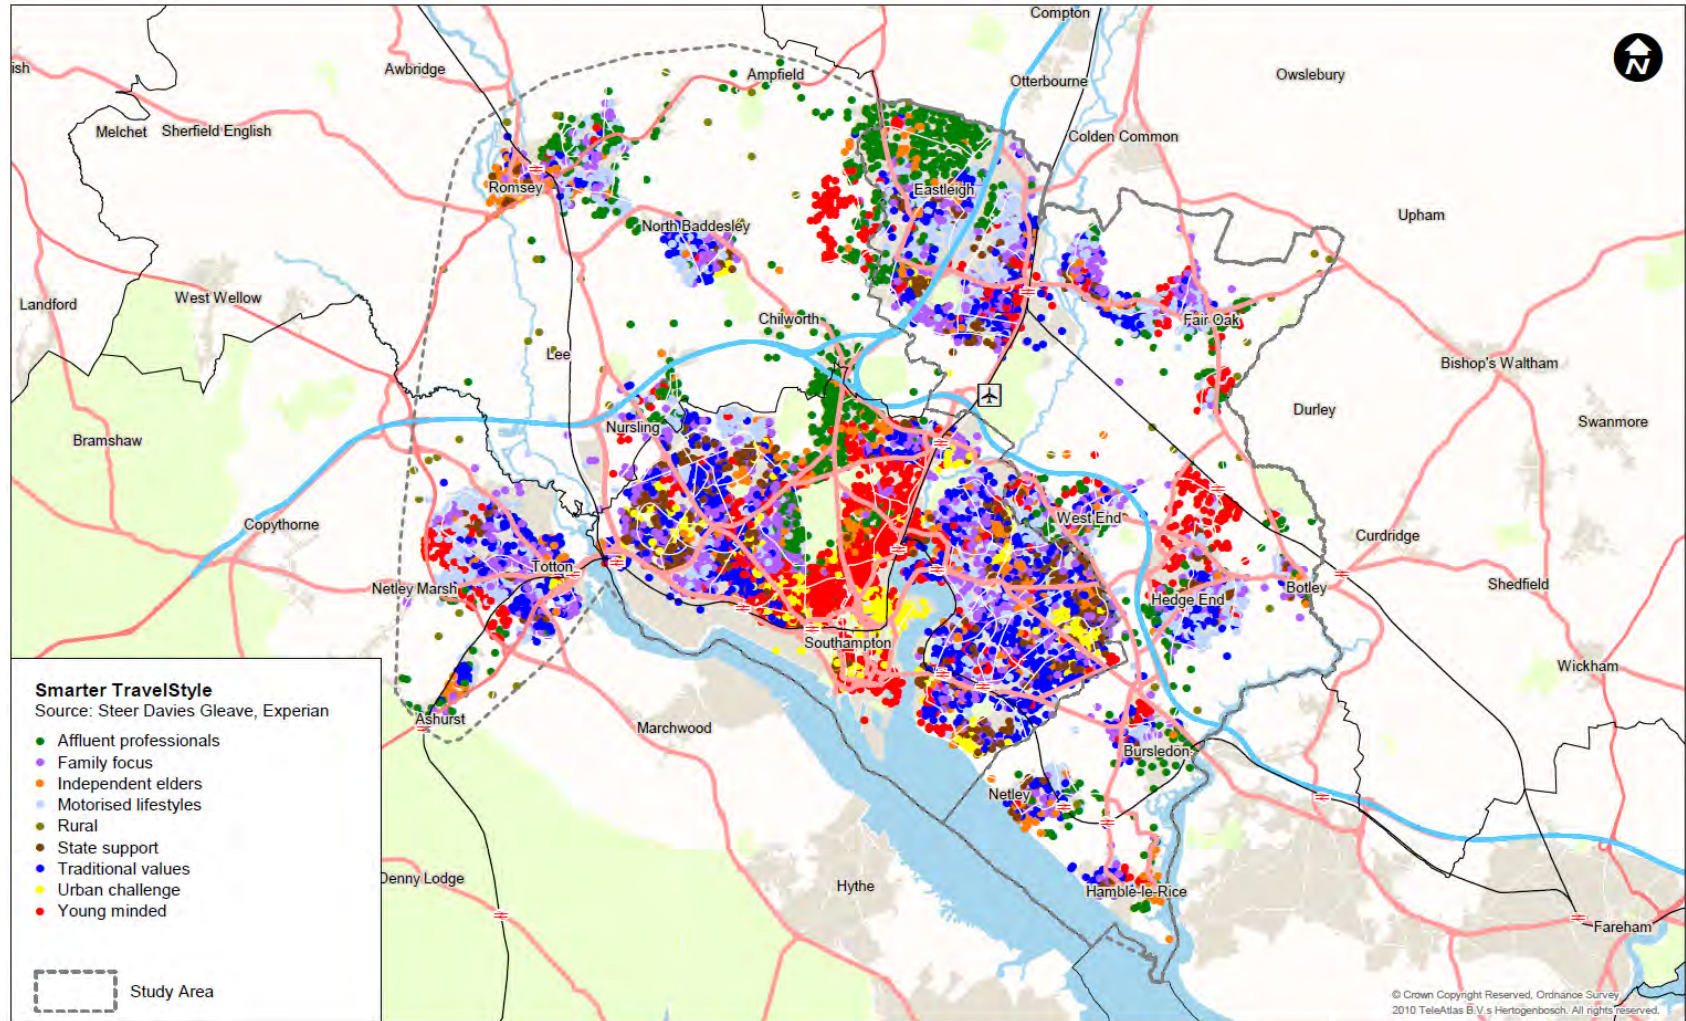 Compton
ish
Awbridge
Ampfield
Otterbourne
Owslebury
Melchet
Sherfield English
Colden Common
Romsey
Eastleigh
North Baddesley
Upham
Landford
West Wellow
Chilworth
Fair Oak
Lee
Bishop's Waltham
Durley
Bramshaw
Nursling
Swanmore
Copythorne
West End
Curdridge
Totton
Netley Marsh
Hedge End
Botley
Shedfield
Southampton
Wickham
Ashurst
Marchwood
Bursledon
Netley
Denny Lodge
Hythe
Hamble-le-Rice
Fareham
N
Smarter TravelStyle
Source: Steer Davies Gleave, Experian
Affluent professionals
Family focus
Independent elders
Motorised lifestyles
Rural
State support
Traditional values
Urban challenge
Young minded
Study Area
© Crown Copyright Reserved, Ordnance Survey
2010 TeleAtlas B.V.s Hertogenbosch. All rights reserved.